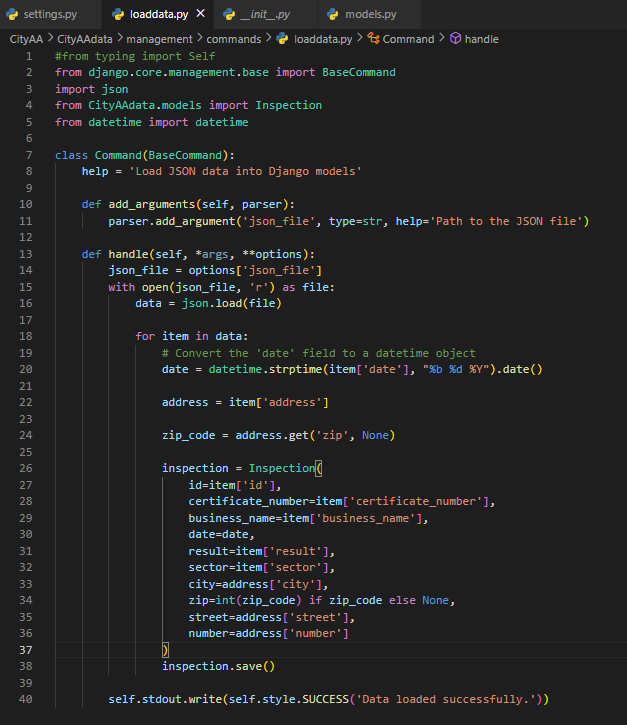 settings.py
loaddata.py
__init__.py
models.py
CityAA > CityAAdata > management > commands > loaddata.py > Command > handle
1 #from typing import Self
2 from django.core.management.base import BaseCommand
3 import json
4 from CityAAdata.models import Inspection
5 from datetime import datetime
6
7 class Command(BaseCommand):
8     help = 'Load JSON data into Django models'
9
10     def add_arguments(self, parser):
11         parser.add_argument('json_file', type=str, help='Path to the JSON file')
12
13     def handle(self, *args, **options):
14         json_file = options['json_file']
15         with open(json_file, 'r') as file:
16             data = json.load(file)
17
18             for item in data:
19                 # Convert the 'date' field to a datetime object
20                 date = datetime.strptime(item['date'], "%b %d %Y").date()
21
22                 address = item['address']
23
24                 zip_code = address.get('zip', None)
25
26                 inspection = Inspection(
27                     id=item['id'],
28                     certificate_number=item['certificate_number'],
29                     business_name=item['business_name'],
30                     date=date,
31                     result=item['result'],
32                     sector=item['sector'],
33                     city=address['city'],
34                     zip=int(zip_code) if zip_code else None,
35                     street=address['street'],
36                     number=address['number']
37                 )
38                 inspection.save()
39
40         self.stdout.write(self.style.SUCCESS('Data loaded successfully.'))